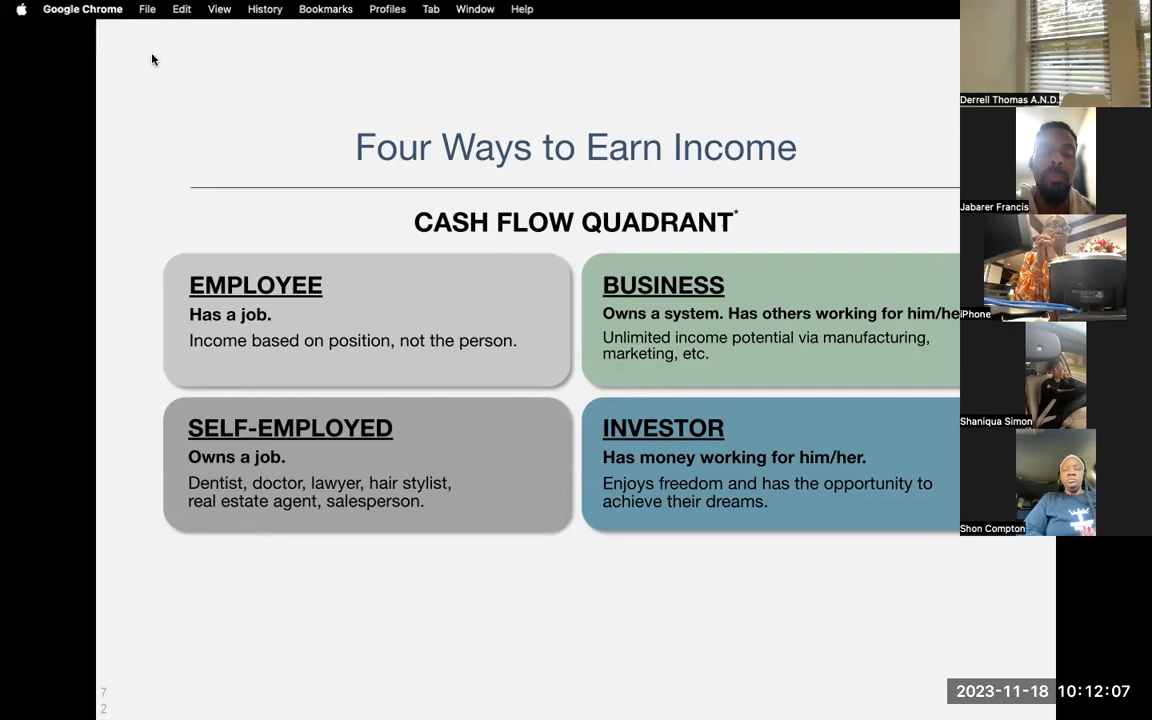 Google Chrome File Edit View History Bookmarks Profiles Tab Window Help
Four Ways to Earn Income
CASH FLOW QUADRANT*
EMPLOYEE
Has a job.
Income based on position, not the person.
BUSINESS
Owns a system. Has others working for him/he
Unlimited income potential via manufacturing,
marketing, etc.
SELF-EMPLOYED
Owns a job.
Dentist, doctor, lawyer, hair stylist,
real estate agent, salesperson.
INVESTOR
Has money working for him/her.
Enjoys freedom and has the opportunity to
achieve their dreams.
Derrell Thomas A.N.D.
Jabarer Francis
iPhone
Shaniqua Simon
Shon Compton
7
2
2023-11-18 10:12:07